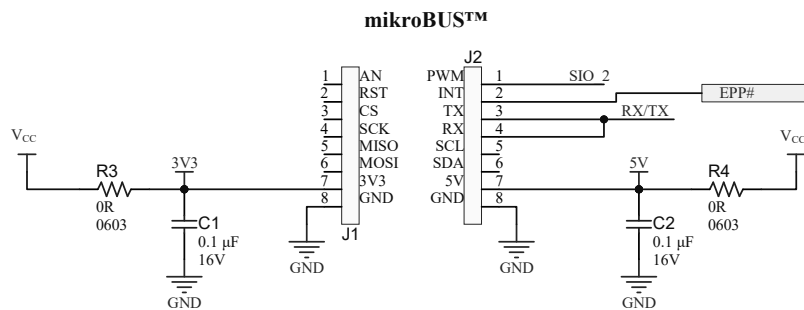 mikroBUS™
J2
1 AN
2 RST
3 CS
4 SCK
5 MISO
6 MOSI
7 3V3
8 GND
J1
PWM 1
INT 2
TX 3
RX 4
SCL 5
SDA 6
5V 7
GND 8
SIO_2
EPP#
RX/TX
VCC
R3
0R
0603
3V3
C1
0.1 µF
16V
GND
GND
GND
5V
C2
0.1 µF
16V
GND
R4
0R
0603
VCC